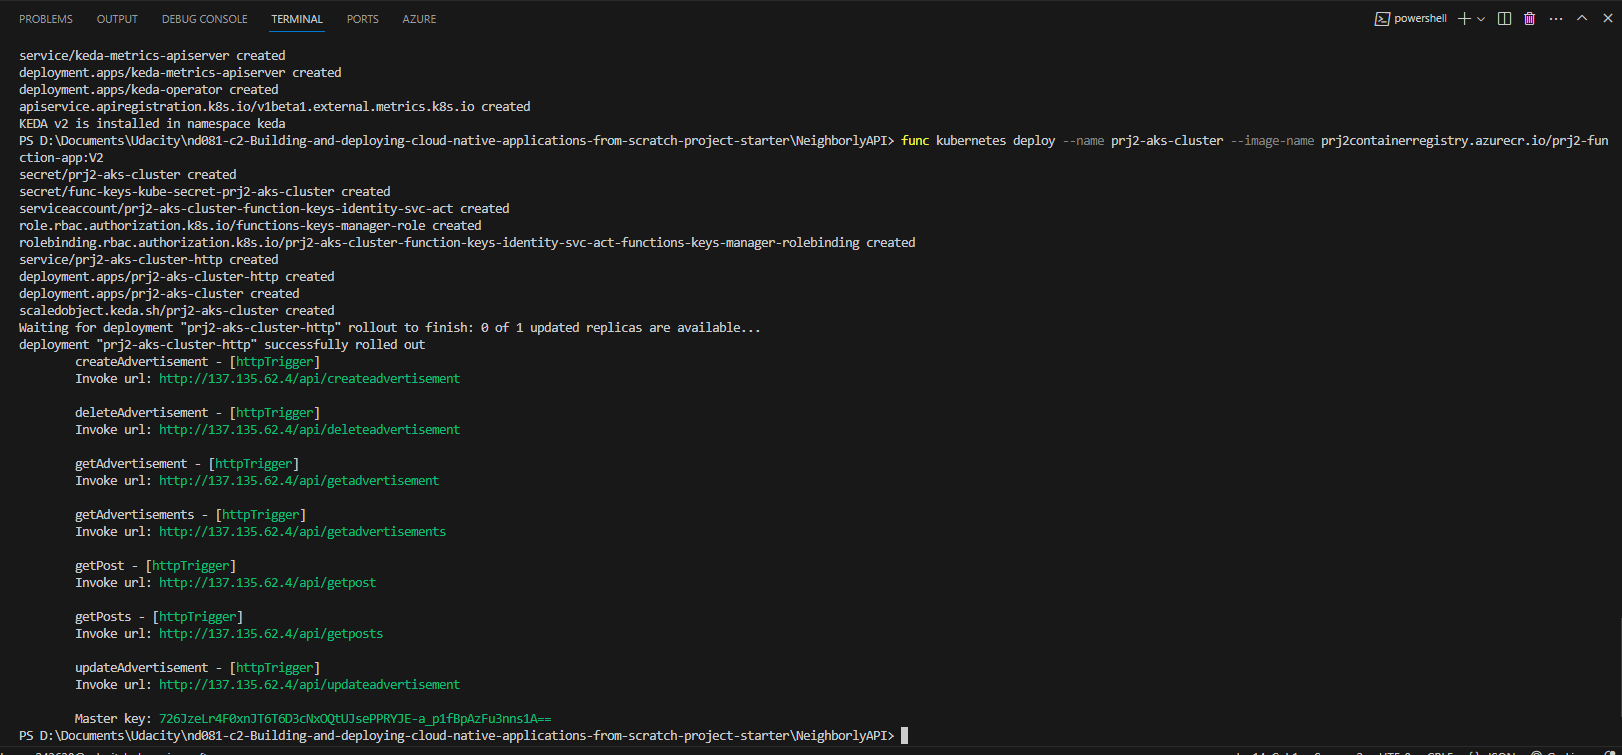 PROBLEMS OUTPUT DEBUG CONSOLE TERMINAL PORTS AZURE powershell
service/keda-metrics-apiserver created
deployment.apps/keda-metrics-apiserver created
deployment.apps/keda-operator created
apiservice.apiregistration.k8s.io/v1beta1.external.metrics.k8s.io created
KEDA v2 is installed in namespace keda
PS D:\Documents\Udacity\nd081-c2-Building-and-deploying-cloud-native-applications-from-scratch-project-starter\NeighborlyAPI> func kubernetes deploy --name prj2-aks-cluster --image-name prj2containerregistry.azurecr.io/prj2-fun
ction-app:V2
secret/prj2-aks-cluster created
secret/func-keys-kube-secret-prj2-aks-cluster created
serviceaccount/prj2-aks-cluster-function-keys-identity-svc-act created
role.rbac.authorization.k8s.io/functions-keys-manager-role created
rolebinding.rbac.authorization.k8s.io/prj2-aks-cluster-function-keys-identity-svc-act-functions-keys-manager-rolebinding created
service/prj2-aks-cluster-http created
deployment.apps/prj2-aks-cluster-http created
deployment.apps/prj2-aks-cluster created
scaledobject.keda.sh/prj2-aks-cluster created
Waiting for deployment "prj2-aks-cluster-http" rollout to finish: 0 of 1 updated replicas are available...
deployment "prj2-aks-cluster-http" successfully rolled out
createAdvertisement - [httpTrigger]
Invoke url: http://137.135.62.4/api/createadvertisement
deleteAdvertisement - [httpTrigger]
Invoke url: http://137.135.62.4/api/deleteadvertisement
getAdvertisement - [httpTrigger]
Invoke url: http://137.135.62.4/api/getadvertisement
getAdvertisements - [httpTrigger]
Invoke url: http://137.135.62.4/api/getadvertisements
getPost - [httpTrigger]
Invoke url: http://137.135.62.4/api/getpost
getPosts - [httpTrigger]
Invoke url: http://137.135.62.4/api/getposts
updateAdvertisement - [httpTrigger]
Invoke url: http://137.135.62.4/api/updateadvertisement
Master key: 726JzeLr4F0xnJT6T6D3cNxOQtUJsePPRYJE-a_p1fBpAzFu3nns1A==
PS D:\Documents\Udacity\nd081-c2-Building-and-deploying-cloud-native-applications-from-scratch-project-starter\NeighborlyAPI>